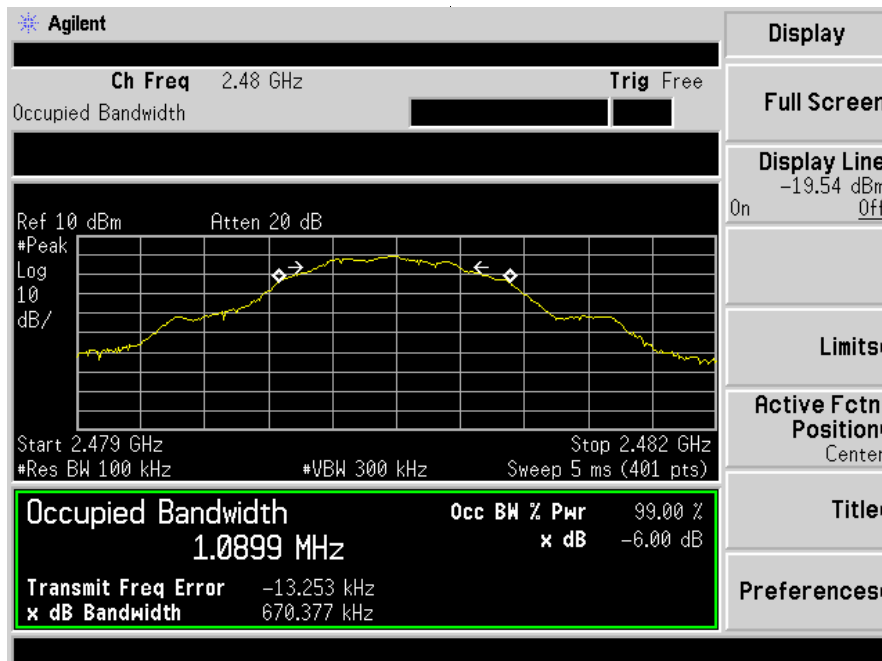 Agilent
Display
Ch Freq 2.48 GHz Trig Free
Occupied Bandwidth
Full Screen
Display Line
-19.54 dBm
On Off
Ref 10 dBm Atten 20 dB
#Peak
Log
10
dB/
Limits
Active Fctn
Position
Center
Start 2.479 GHz Stop 2.482 GHz
#Res BW 100 kHz #VBW 300 kHz Sweep 5 ms (401 pts)
Occupied Bandwidth
1.0899 MHz
Occ BW % Pwr 99.00 %
x dB -6.00 dB
Transmit Freq Error -13.253 kHz
x dB Bandwidth 670.377 kHz
Title
Preferences